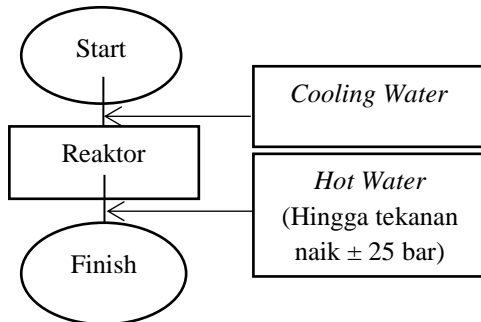 Start
Cooling Water
Reaktor
Hot Water
(Hingga tekanan
naik ± 25 bar)
Finish